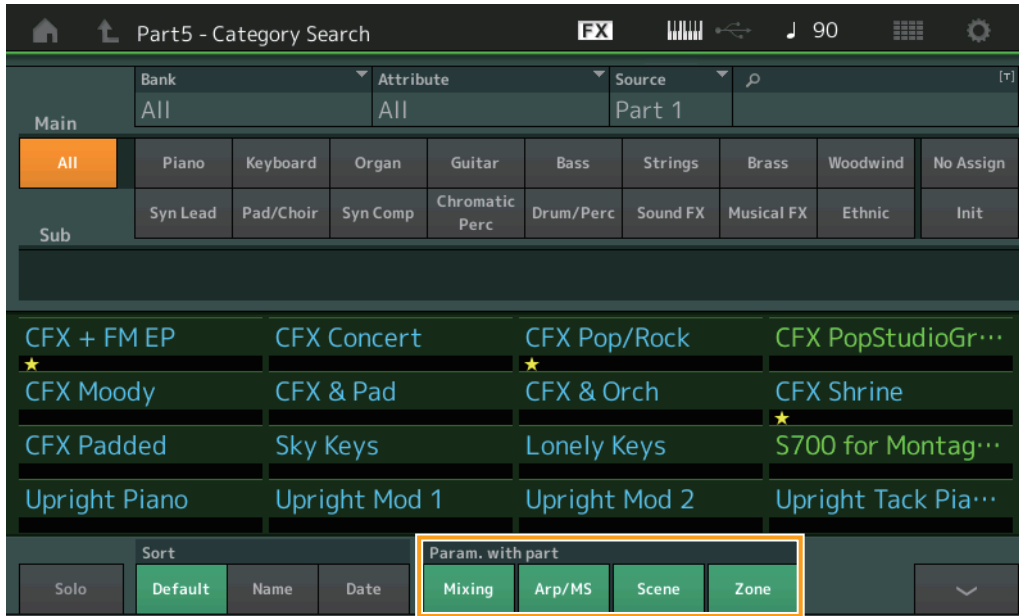 Part5 - Category Search FX 90
Bank Attribute Source [T]
Main All All Part 1
All Piano Keyboard Organ Guitar Bass Strings Brass Woodwind No Assign
Sub Syn Lead Pad/Choir Syn Comp Chromatic Perc Drum/Perc Sound FX Musical FX Ethnic Init
CFX + FM EP CFX Concert CFX Pop/Rock CFX PopStudioGr···
CFX Moody CFX & Pad CFX & Orch CFX Shrine
CFX Padded Sky Keys Lonely Keys S700 for Montag···
Upright Piano Upright Mod 1 Upright Mod 2 Upright Tack Pia···
Sort Param. with part
Solo Default Name Date Mixing Arp/MS Scene Zone